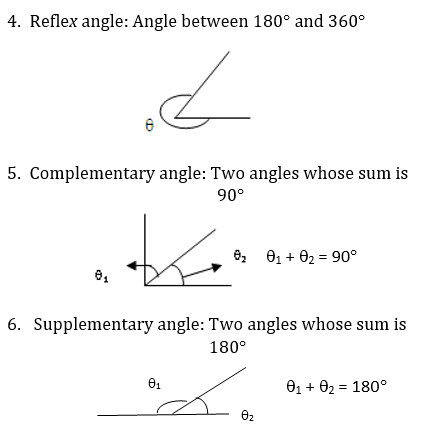 4. Reflex angle: Angle between 180° and 360°
θ
5. Complementary angle: Two angles whose sum is
90°
θ₂ θ₁ + θ₂ = 90°
θ₁
6. Supplementary angle: Two angles whose sum is
180°
θ₁ θ₁ + θ₂ = 180°
θ₂